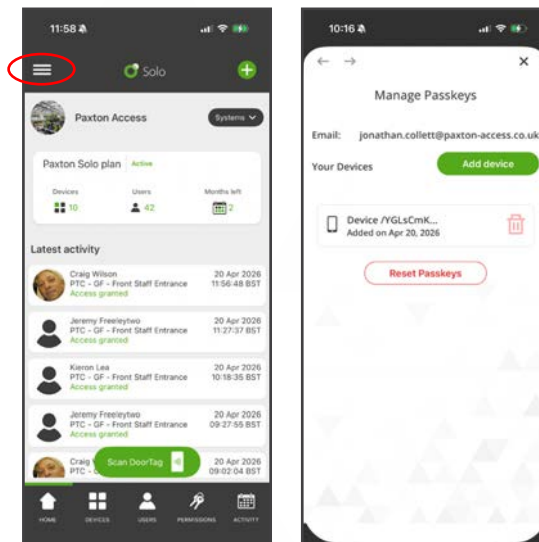 11:58
Solo
Paxton Access
Systems
Paxton Solo plan Active
Devices Users Months left
10 42 2
Latest activity
Craig Wilson 20 Apr 2026
PTC - GF - Front Staff Entrance 11:56:48 BST
Access granted
Jeremy Freeleytwo 20 Apr 2026
PTC - GF - Front Staff Entrance 11:27:37 BST
Access granted
Kieron Lea 20 Apr 2026
PTC - GF - Front Staff Entrance 10:18:35 BST
Access granted
Jeremy Freeleytwo 20 Apr 2026
PTC - GF - Front Staff Entrance 09:27:55 BST
Access granted
Craig 20 Apr 2026
PTC - 09:02:04 BST
Scan DoorTag
HOME DEVICES USERS PERMISSIONS ACTIVITY
10:16
Manage Passkeys
Email: jonathan.collett@paxton-access.co.uk
Your Devices Add device
Device /YGLsCmK...
Added on Apr 20, 2026
Reset Passkeys